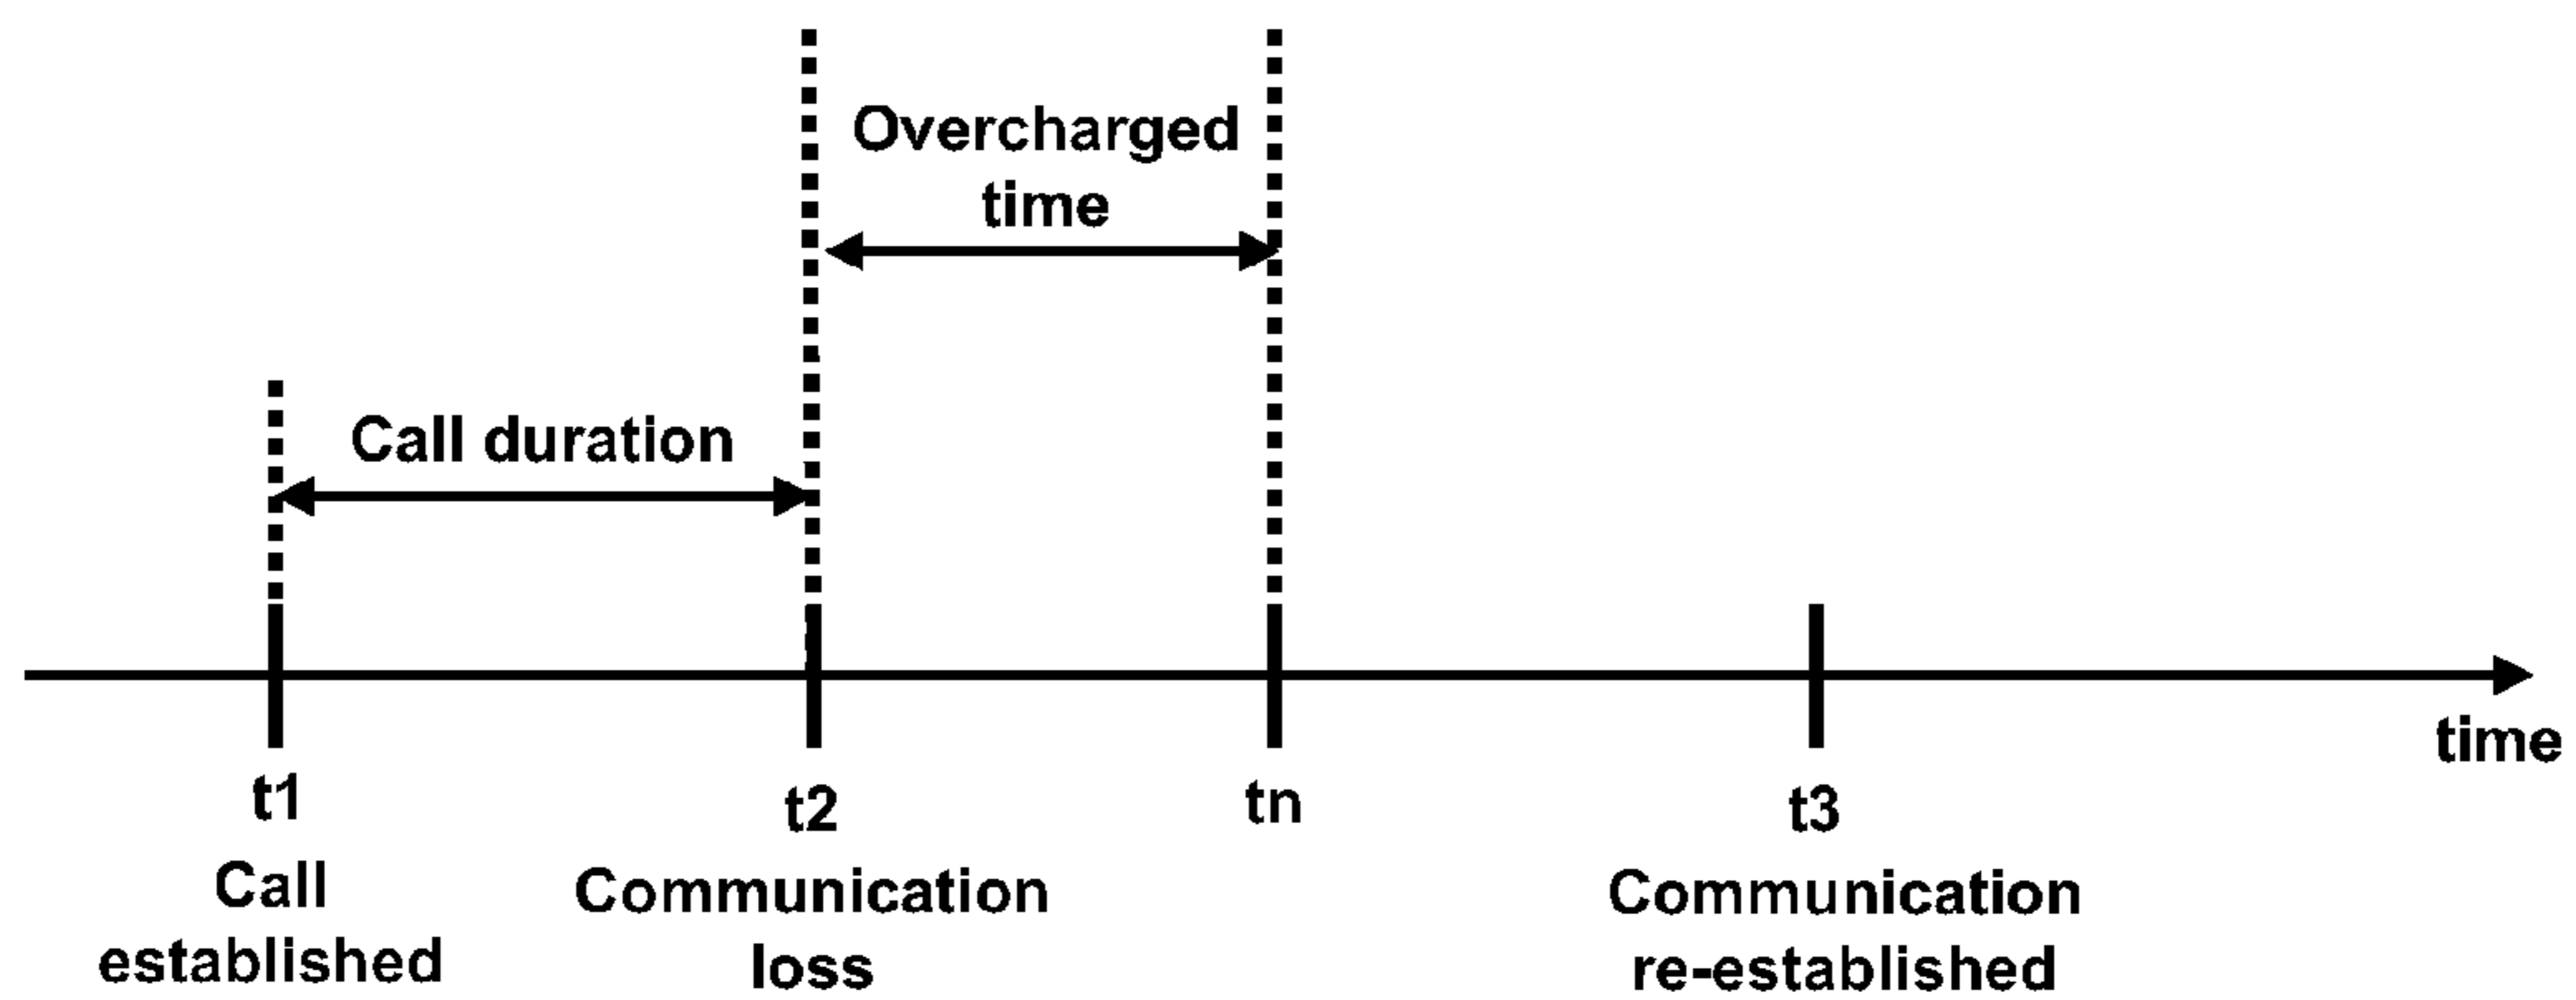 Overcharged
time
Call duration
time
t1
t2
tn
t3
Call
established
Communication
loss
Communication
re-established